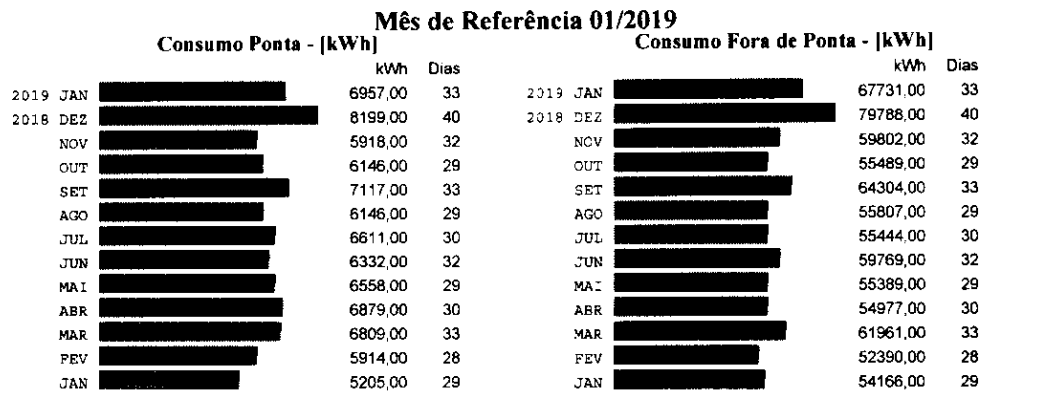 Mês de Referência 01/2019
Consumo Ponta - [kWh]
kWh Dias
2019 JAN 6957,00 33
2018 DEZ 8199,00 40
NOV 5918,00 32
OUT 6146,00 29
SET 7117,00 33
AGO 6146,00 29
JUL 6611,00 30
JUN 6332,00 32
MAI 6558,00 29
ABR 6879,00 30
MAR 6809,00 33
FEV 5914,00 28
JAN 5205,00 29
Consumo Fora de Ponta - [kWh]
kWh Dias
2019 JAN 67731,00 33
2018 DEZ 79788,00 40
NOV 59802,00 32
OUT 55489,00 29
SET 64304,00 33
AGO 55807,00 29
JUL 55444,00 30
JUN 59769,00 32
MAI 55389,00 29
ABR 54977,00 30
MAR 61961,00 33
FEV 52390,00 28
JAN 54166,00 29